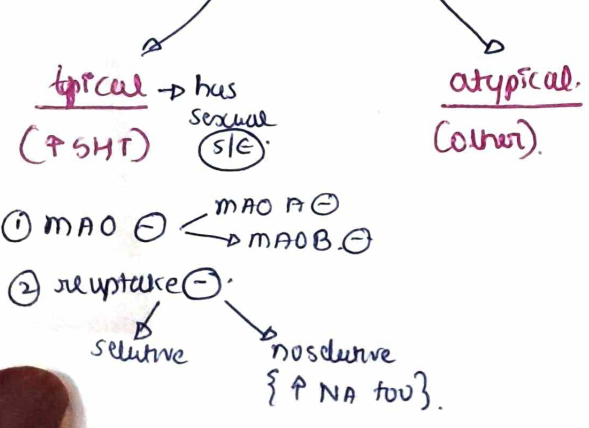 typical → has atypical.
sexual
(↑ 5HT) S/E. (other).
① MAO ⊖ MAO A ⊖
→ MAO B. ⊖
② reuptake ⊖.
selective nonselective
{↑ NA too}.